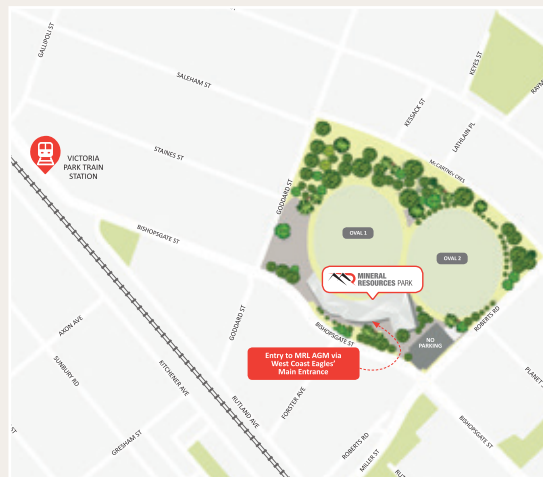 GALLIPOLI ST
SALEHAM ST
KEYES ST
KESSACK ST
LATHLAIN PL
McCARTNEY CRES
VICTORIA
PARK TRAIN
STATION
STAINES ST
GODDARD ST
BISHOPSGATE ST
OVAL 1
OVAL 2
MINERAL
RESOURCES PARK
ROBERTS RD
NO
PARKING
BISHOPSGATE ST
Entry to MRL AGM via
West Coast Eagles'
Main Entrance
GODDARD ST
AXON AVE
SUNBURY RD
KITCHENER AVE
RUTLAND AVE
FORSTER AVE
PLANET S
BISHOPSGATE ST
GRESHAM ST
ROBERTS RD
MILLER ST
ST